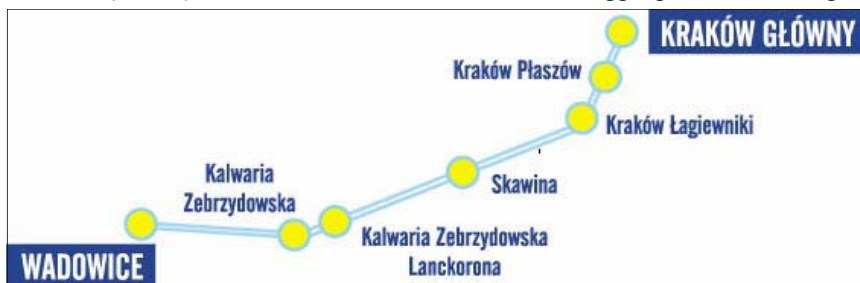 KRAKÓW GŁÓWNY
Kraków Płaszów
Kraków Łagiewniki
Skawina
Kalwaria
Zebrzydowska
Kalwaria Zebrzydowska
Lanckorona
WADOWICE